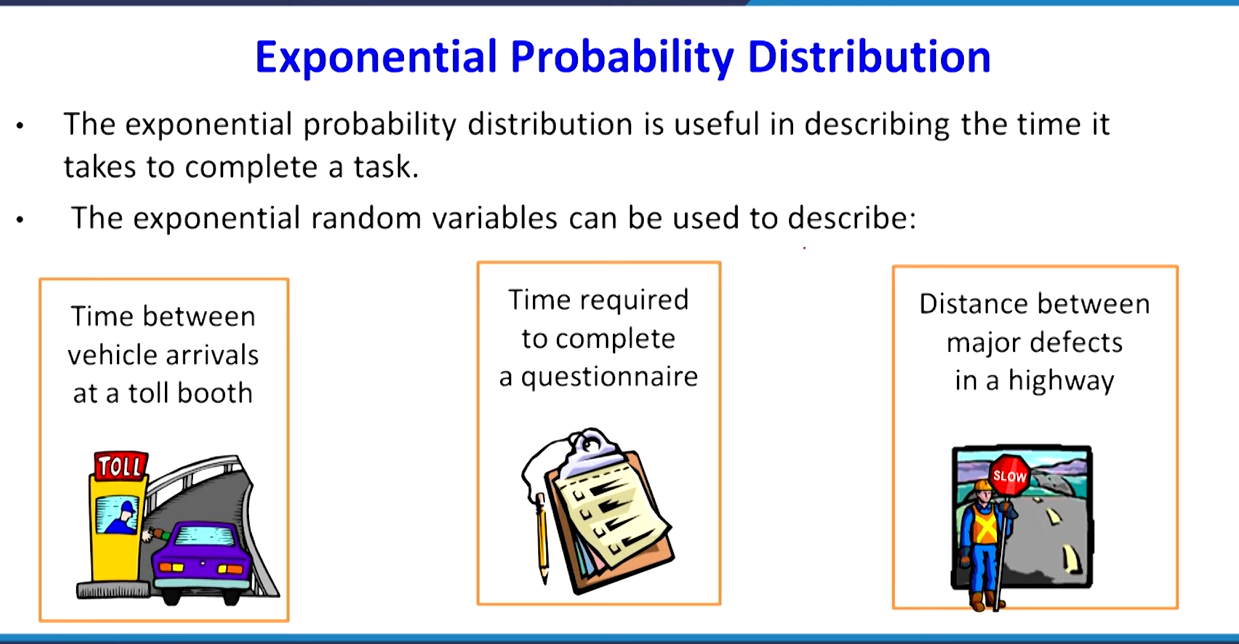 Exponential Probability Distribution
• The exponential probability distribution is useful in describing the time it
takes to complete a task.
• The exponential random variables can be used to describe:
Time between
vehicle arrivals
at a toll booth
TOLL
Time required
to complete
a questionnaire
Distance between
major defects
in a highway
SLOW